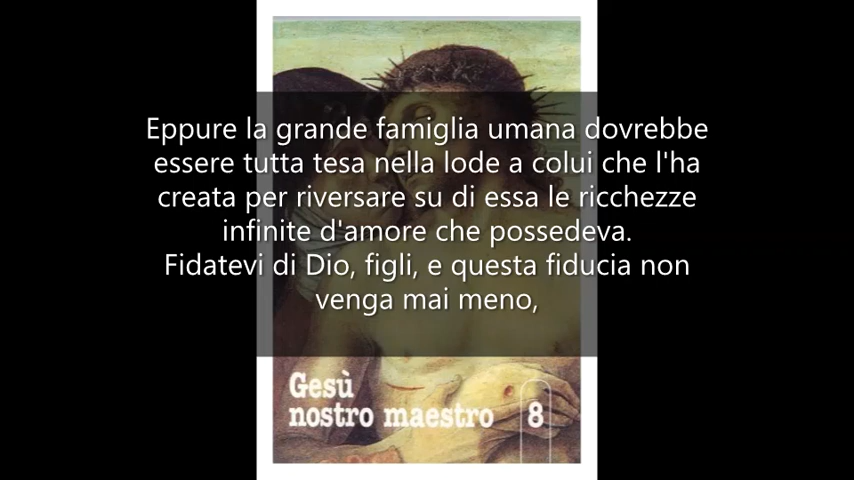 Eppure la grande famiglia umana dovrebbe
essere tutta tesa nella lode a colui che l'ha
creata per riversare su di essa le ricchezze
infinite d'amore che possedeva.
Fidatevi di Dio, figli, e questa fiducia non
venga mai meno,
Gesù
nostro maestro 8